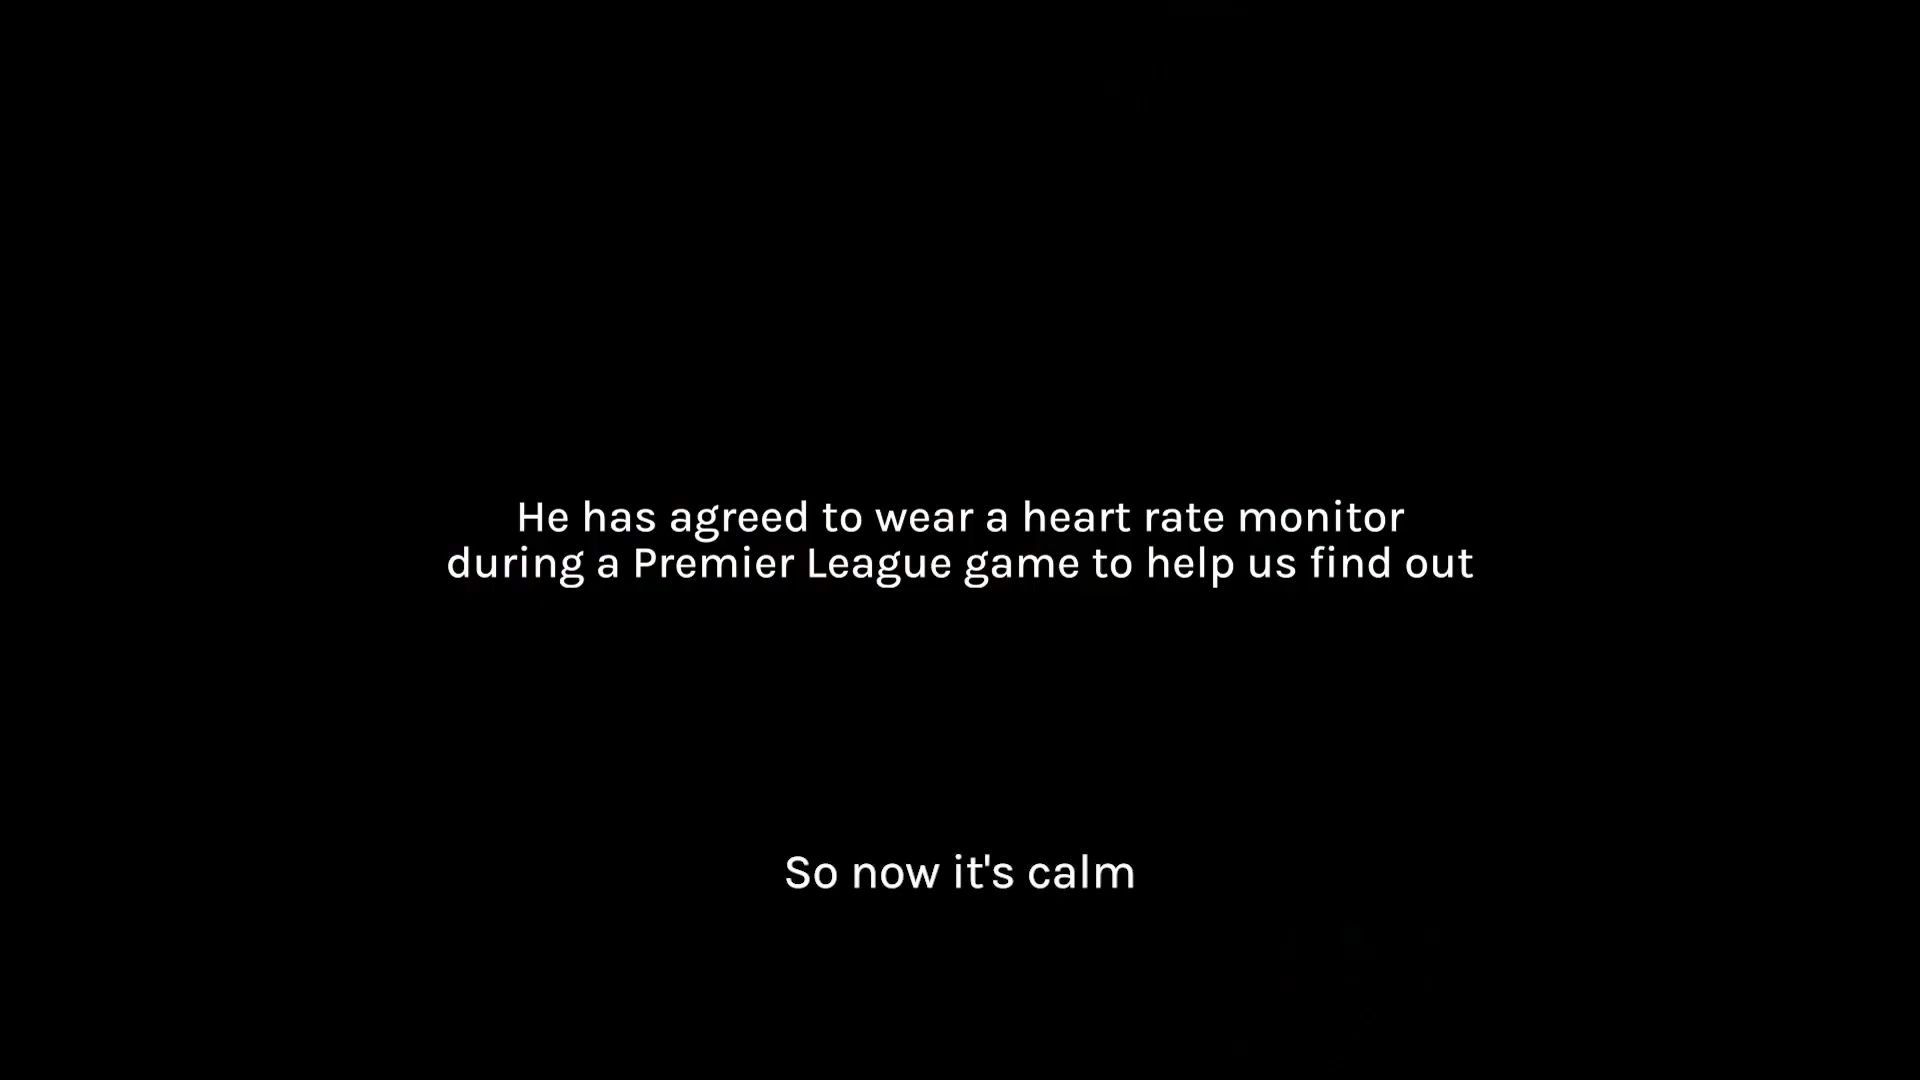 He has agreed to wear a heart rate monitor
during a Premier League game to help us find out
So now it's calm